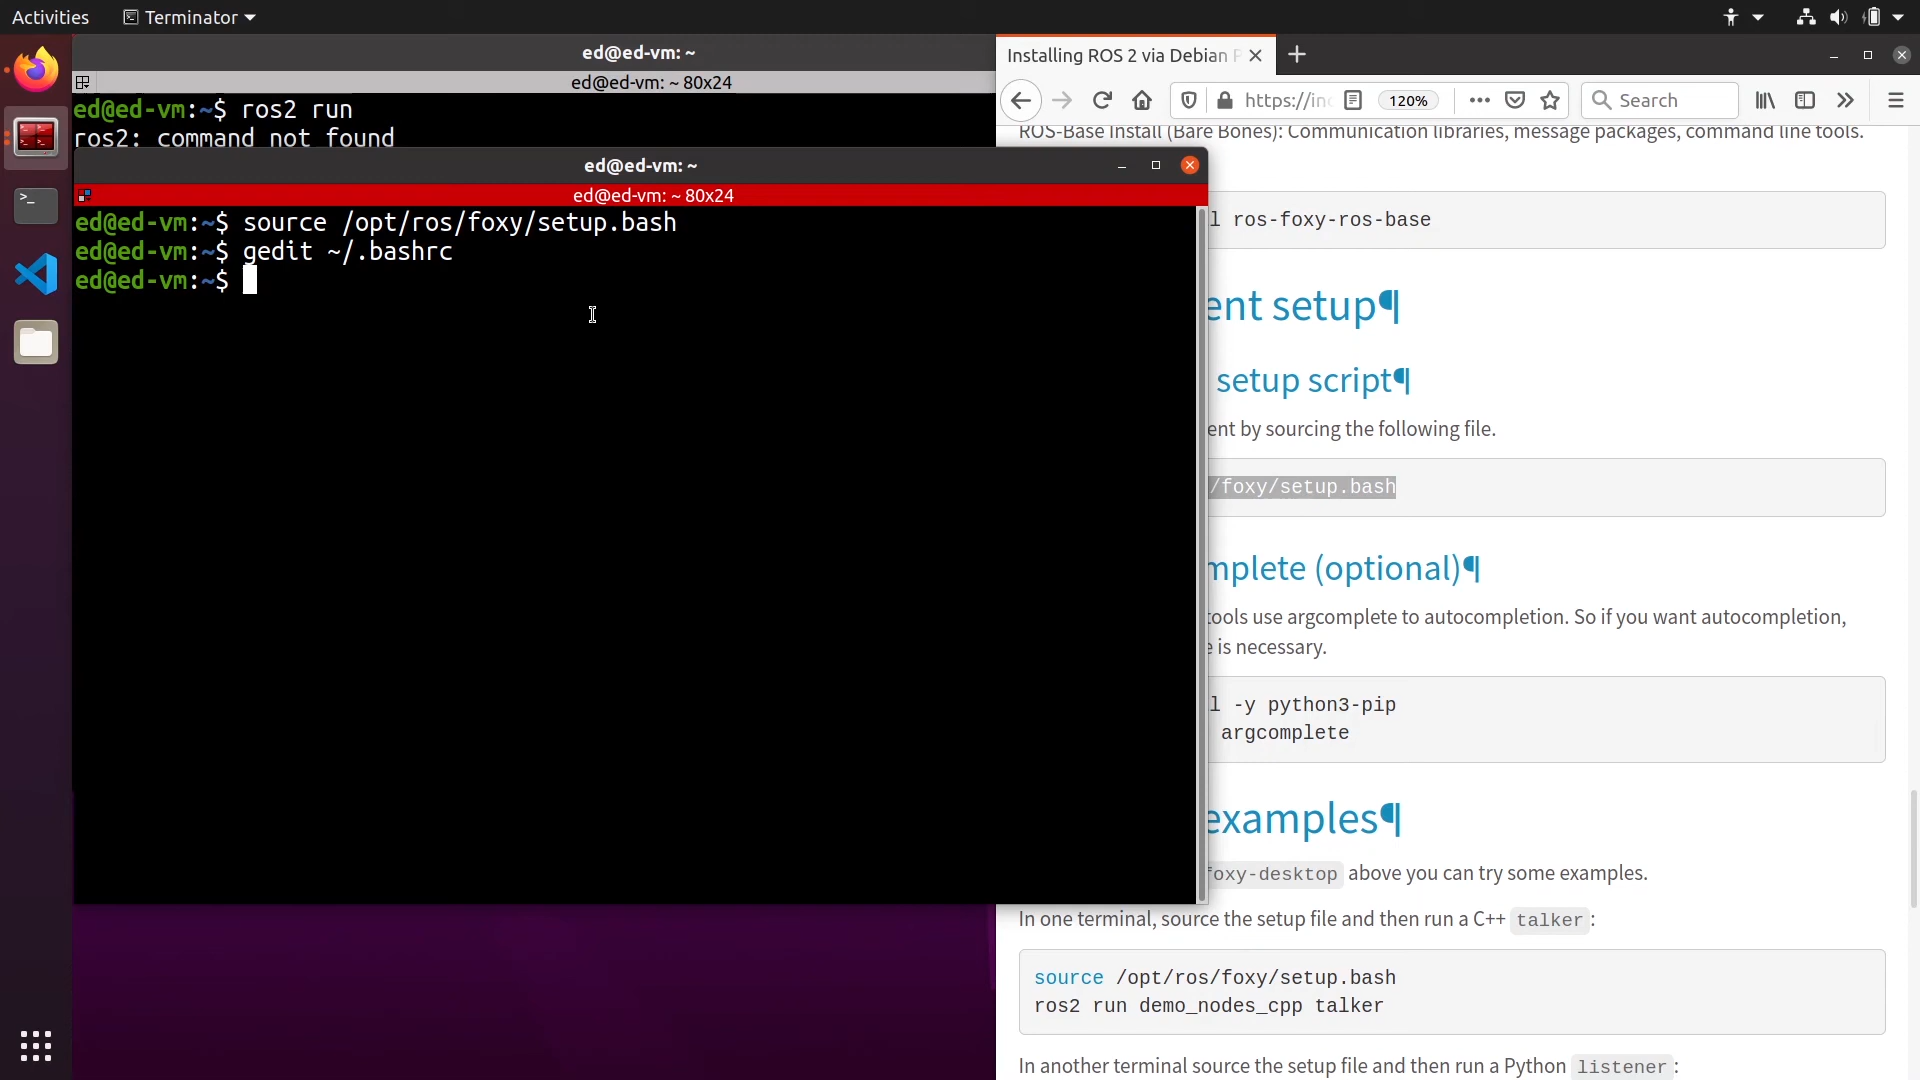 Activities
Terminator
ed@ed-vm: ~
ed@ed-vm: ~ 80x24
ed@ed-vm:~$ ros2 run
ros2: command not found
ed@ed-vm: ~
ed@ed-vm: ~ 80x24
ed@ed-vm:~$ source /opt/ros/foxy/setup.bash
ed@ed-vm:~$ gedit ~/.bashrc
ed@ed-vm:~$
Installing ROS 2 via Debian P
https://in
120%
Search
ROS-Base Install (Bare Bones): Communication libraries, message packages, command line tools.
l ros-foxy-ros-base
ent setup¶
setup script¶
ent by sourcing the following file.
/foxy/setup.bash
mplete (optional)¶
tools use argcomplete to autocompletion. So if you want autocompletion,
e is necessary.
l -y python3-pip
argcomplete
examples¶
foxy-desktop above you can try some examples.
In one terminal, source the setup file and then run a C++ talker:
source /opt/ros/foxy/setup.bash
ros2 run demo_nodes_cpp talker
In another terminal source the setup file and then run a Python listener: